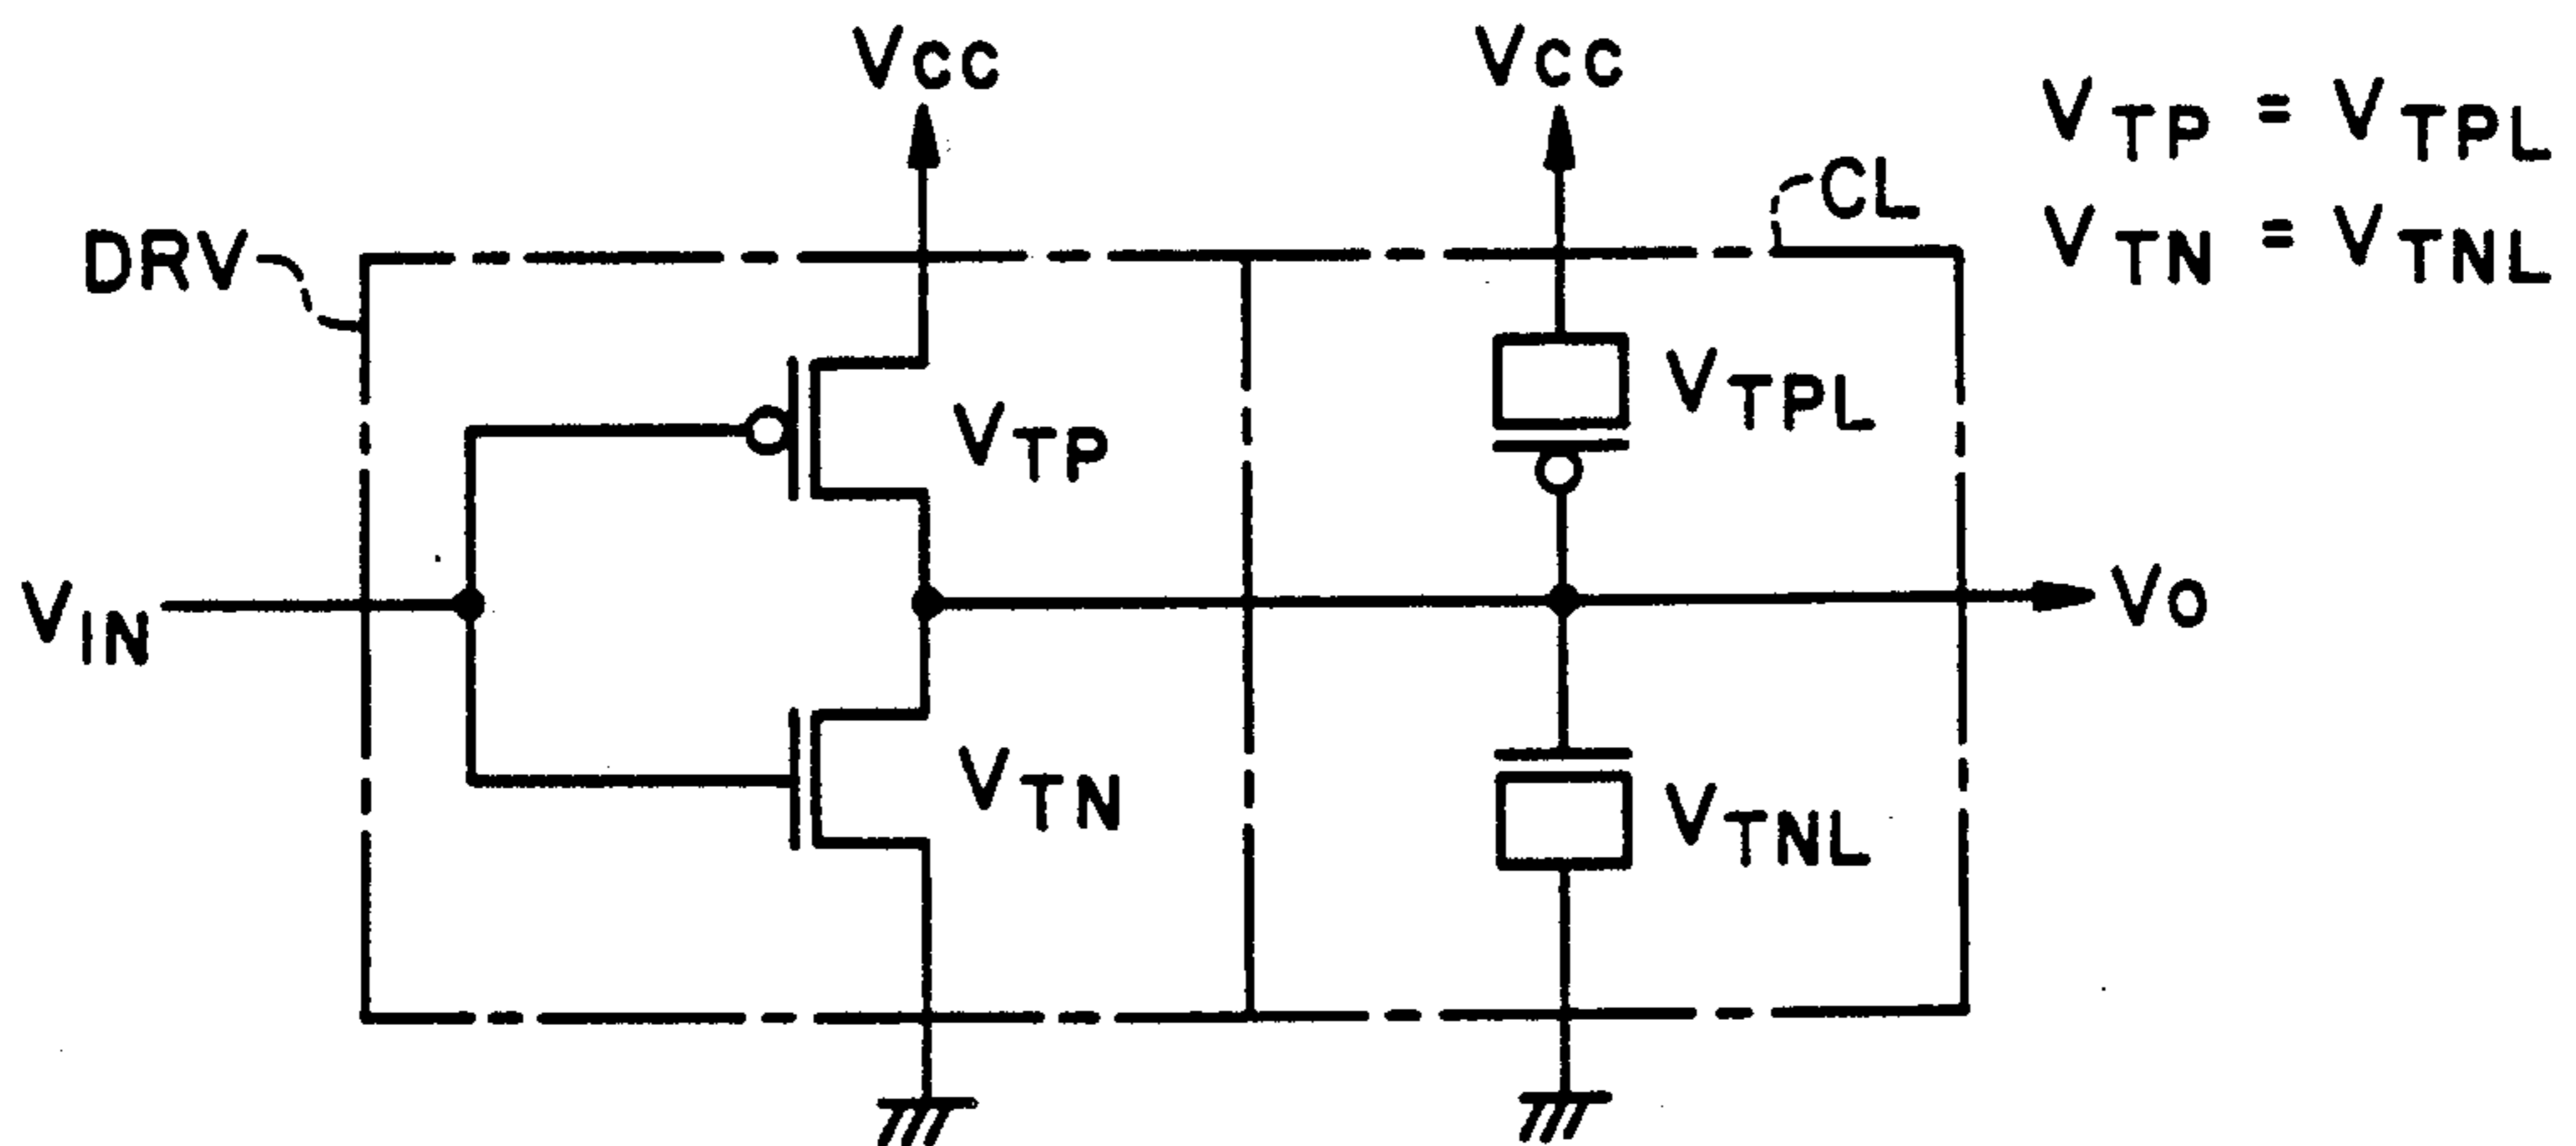 VCC
VCC
VTP = VTPL
VTN = VTNL
CL
DRV
VTP
VTPL
VIN
VO
VTN
VTNL